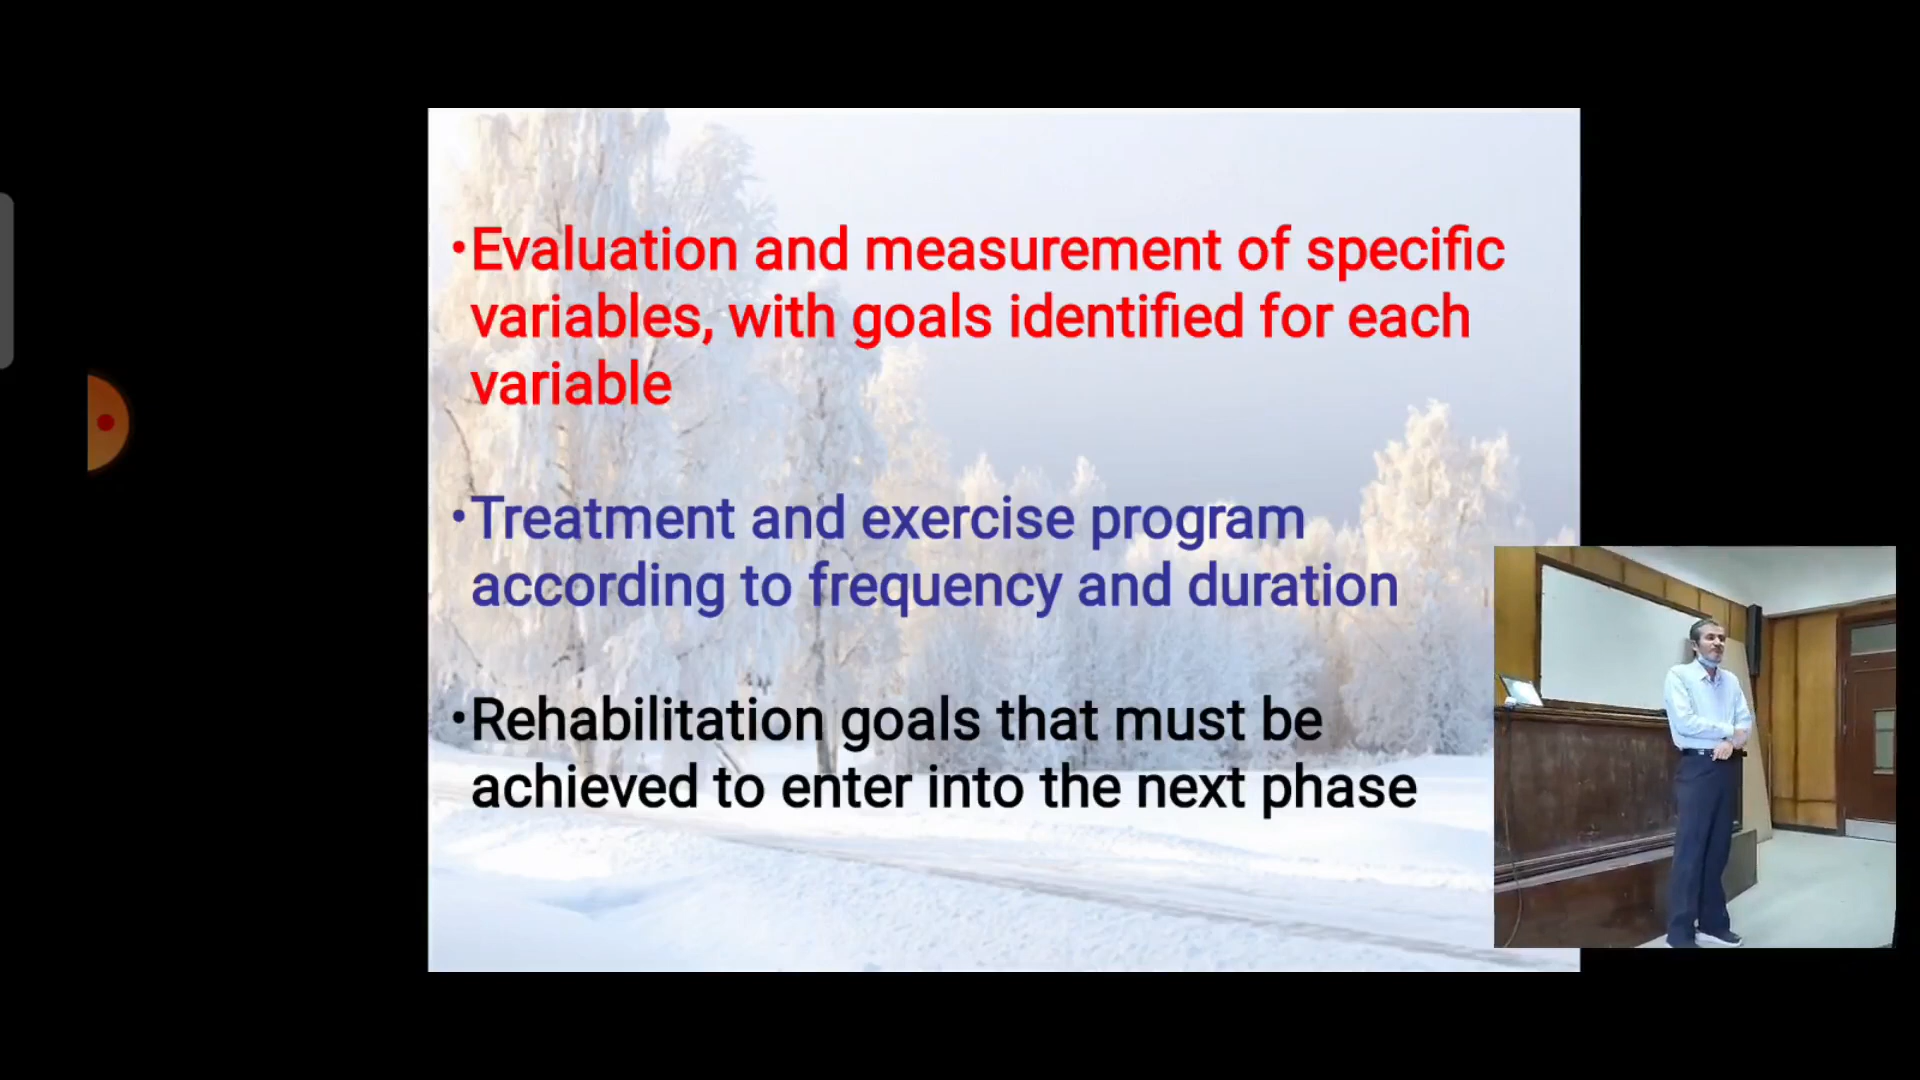 •Evaluation and measurement of specific
variables, with goals identified for each
variable
•Treatment and exercise program
according to frequency and duration
•Rehabilitation goals that must be
achieved to enter into the next phase